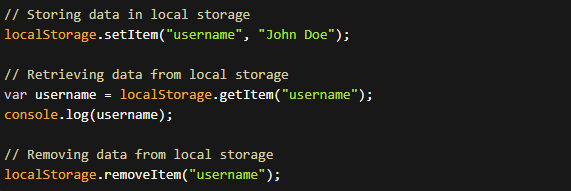 // Storing data in local storage
localStorage.setItem("username", "John Doe");
// Retrieving data from local storage
var username = localStorage.getItem("username");
console.log(username);
// Removing data from local storage
localStorage.removeItem("username");